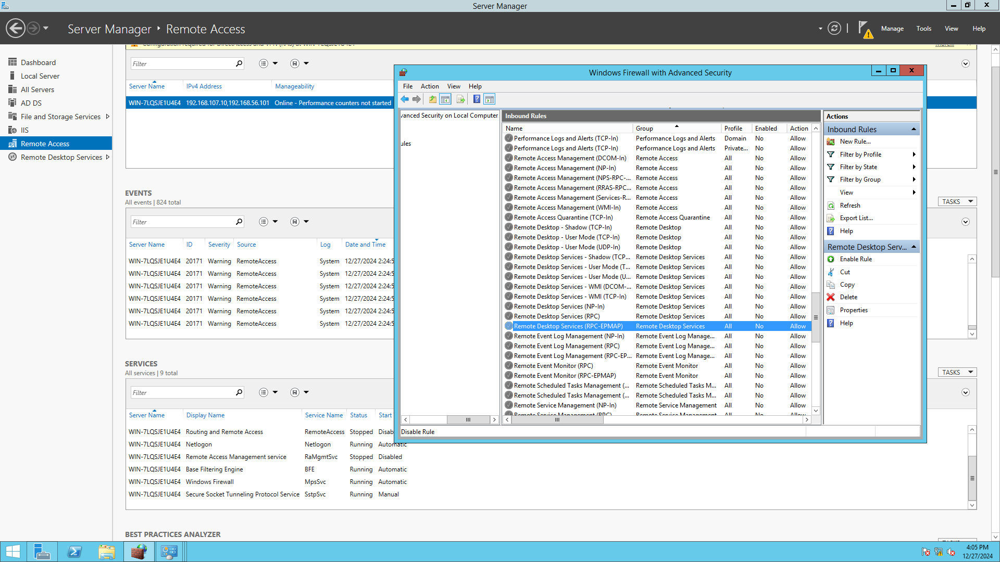 Server Manager
Server Manager ‣ Remote Access
Manage Tools View Help
Dashboard
Local Server
All Servers
AD DS
File and Storage Services
IIS
Remote Access
Remote Desktop Services
Filter
Server Name IPv4 Address Manageability
WIN-7LQSJE1U4E4 192.168.107.10,192.168.56.101 Online - Performance counters not started
EVENTS
All events | 824 total
TASKS
Filter
Server Name ID Severity Source Log Date and Time
WIN-7LQSJE1U4E4 20171 Warning RemoteAccess System 12/27/2024 2:24:5
WIN-7LQSJE1U4E4 20171 Warning RemoteAccess System 12/27/2024 2:24:5
WIN-7LQSJE1U4E4 20171 Warning RemoteAccess System 12/27/2024 2:24:5
WIN-7LQSJE1U4E4 20171 Warning RemoteAccess System 12/27/2024 2:24:5
WIN-7LQSJE1U4E4 20171 Warning RemoteAccess System 12/27/2024 2:24:5
WIN-7LQSJE1U4E4 20171 Warning RemoteAccess System 12/27/2024 2:24:5
SERVICES
All services | 9 total
TASKS
Filter
Server Name Display Name Service Name Status Start
WIN-7LQSJE1U4E4 Routing and Remote Access RemoteAccess Stopped Disab
WIN-7LQSJE1U4E4 Netlogon Netlogon Running Automatic
WIN-7LQSJE1U4E4 Remote Access Management service RaMgmtSvc Stopped Disabled
WIN-7LQSJE1U4E4 Base Filtering Engine BFE Running Automatic
WIN-7LQSJE1U4E4 Windows Firewall MpsSvc Running Automatic
WIN-7LQSJE1U4E4 Secure Socket Tunneling Protocol Service SstpSvc Running Manual
BEST PRACTICES ANALYZER
Windows Firewall with Advanced Security
File Action View Help
vanced Security on Local Computer
ules
Inbound Rules
Name Group Profile Enabled Action
Performance Logs and Alerts (TCP-In) Performance Logs and Alerts Domain No Allow
Performance Logs and Alerts (TCP-In) Performance Logs and Alerts Private... No Allow
Remote Access Management (DCOM-In) Remote Access All No Allow
Remote Access Management (NP-In) Remote Access All No Allow
Remote Access Management (NPS-RPC-... Remote Access All No Allow
Remote Access Management (RRAS-RPC... Remote Access All No Allow
Remote Access Management (Services-R... Remote Access All No Allow
Remote Access Management (WMI-In) Remote Access All No Allow
Remote Access Quarantine (TCP-In) Remote Access Quarantine All No Allow
Remote Desktop - Shadow (TCP-In) Remote Desktop All No Allow
Remote Desktop - User Mode (TCP-In) Remote Desktop All No Allow
Remote Desktop - User Mode (UDP-In) Remote Desktop All No Allow
Remote Desktop Services - Shadow (TCP... Remote Desktop Services All No Allow
Remote Desktop Services - User Mode (T... Remote Desktop Services All No Allow
Remote Desktop Services - User Mode (U... Remote Desktop Services All No Allow
Remote Desktop Services - WMI (DCOM-... Remote Desktop Services All No Allow
Remote Desktop Services - WMI (TCP-In) Remote Desktop Services All No Allow
Remote Desktop Services (NP-In) Remote Desktop Services All No Allow
Remote Desktop Services (RPC) Remote Desktop Services All No Allow
Remote Desktop Services (RPC-EPMAP) Remote Desktop Services All No Allow
Remote Event Log Management (NP-In) Remote Event Log Manage... All No Allow
Remote Event Log Management (RPC) Remote Event Log Manage... All No Allow
Remote Event Log Management (RPC-EP... Remote Event Log Manage... All No Allow
Remote Event Monitor (RPC) Remote Event Monitor All No Allow
Remote Event Monitor (RPC-EPMAP) Remote Event Monitor All No Allow
Remote Scheduled Tasks Management (... Remote Scheduled Tasks M... All No Allow
Remote Scheduled Tasks Management (... Remote Scheduled Tasks M... All No Allow
Remote Service Management (NP-In) Remote Service Management All No Allow
Remote Service Management (RPC) Remote Service Management All No Allow
Actions
Inbound Rules
New Rule...
Filter by Profile
Filter by State
Filter by Group
View
Refresh
Export List...
Help
Remote Desktop Serv...
Enable Rule
Cut
Copy
Delete
Properties
Help
Disable Rule
4:05 PM
12/27/2024